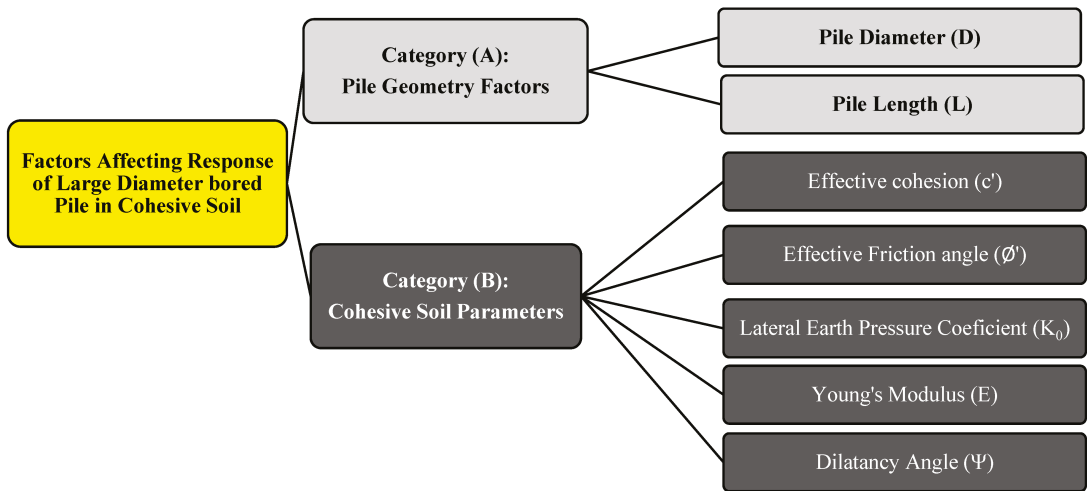 Factors Affecting Response
of Large Diameter bored
Pile in Cohesive Soil
Category (A):
Pile Geometry Factors
Pile Diameter (D)
Pile Length (L)
Category (B):
Cohesive Soil Parameters
Effective cohesion (c')
Effective Friction angle (Ø')
Lateral Earth Pressure Coeficient (K₀)
Young's Modulus (E)
Dilatancy Angle (Ψ)